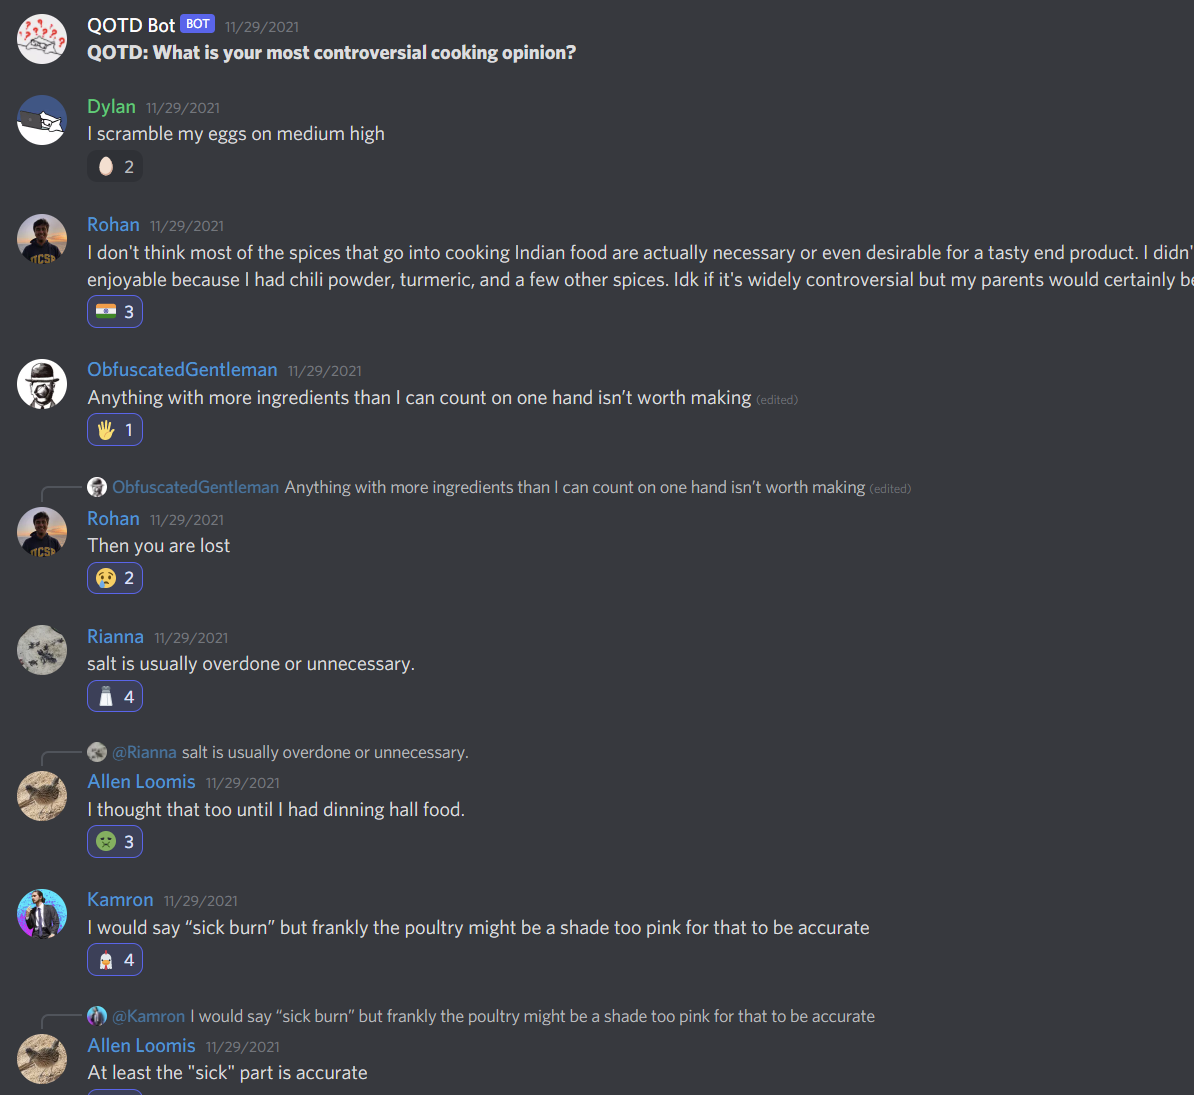 QOTD Bot BOT 11/29/2021
QOTD: What is your most controversial cooking opinion?
Dylan 11/29/2021
I scramble my eggs on medium high
2
Rohan 11/29/2021
I don't think most of the spices that go into cooking Indian food are actually necessary or even desirable for a tasty end product. I didn'
enjoyable because I had chili powder, turmeric, and a few other spices. Idk if it's widely controversial but my parents would certainly be
3
ObfuscatedGentleman 11/29/2021
Anything with more ingredients than I can count on one hand isn’t worth making (edited)
1
ObfuscatedGentleman Anything with more ingredients than I can count on one hand isn’t worth making (edited)
Rohan 11/29/2021
Then you are lost
2
Rianna 11/29/2021
salt is usually overdone or unnecessary.
4
@Rianna salt is usually overdone or unnecessary.
Allen Loomis 11/29/2021
I thought that too until I had dinning hall food.
3
Kamron 11/29/2021
I would say “sick burn” but frankly the poultry might be a shade too pink for that to be accurate
4
@Kamron I would say “sick burn” but frankly the poultry might be a shade too pink for that to be accurate
Allen Loomis 11/29/2021
At least the "sick" part is accurate